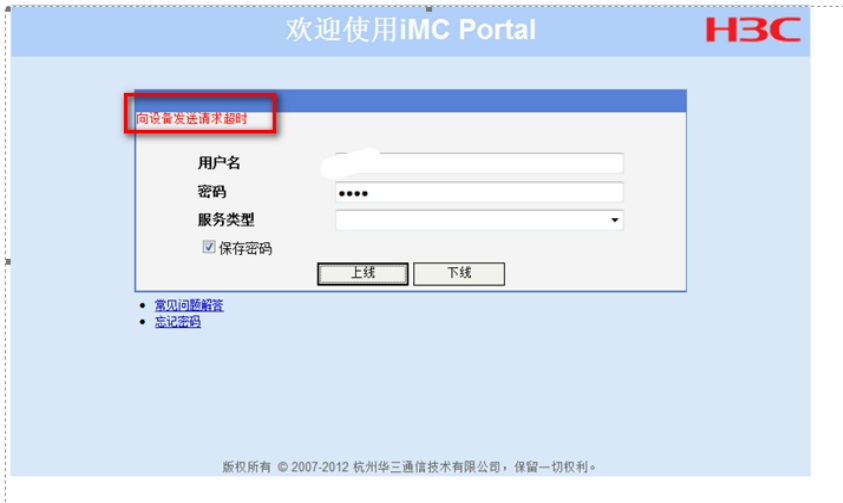 欢迎使用iMC Portal
H3C
向设备发送请求超时
用户名
密码
服务类型
保存密码
上线 下线
常见问题解答
忘记密码
版权所有 © 2007-2012 杭州华三通信技术有限公司，保留一切权利。